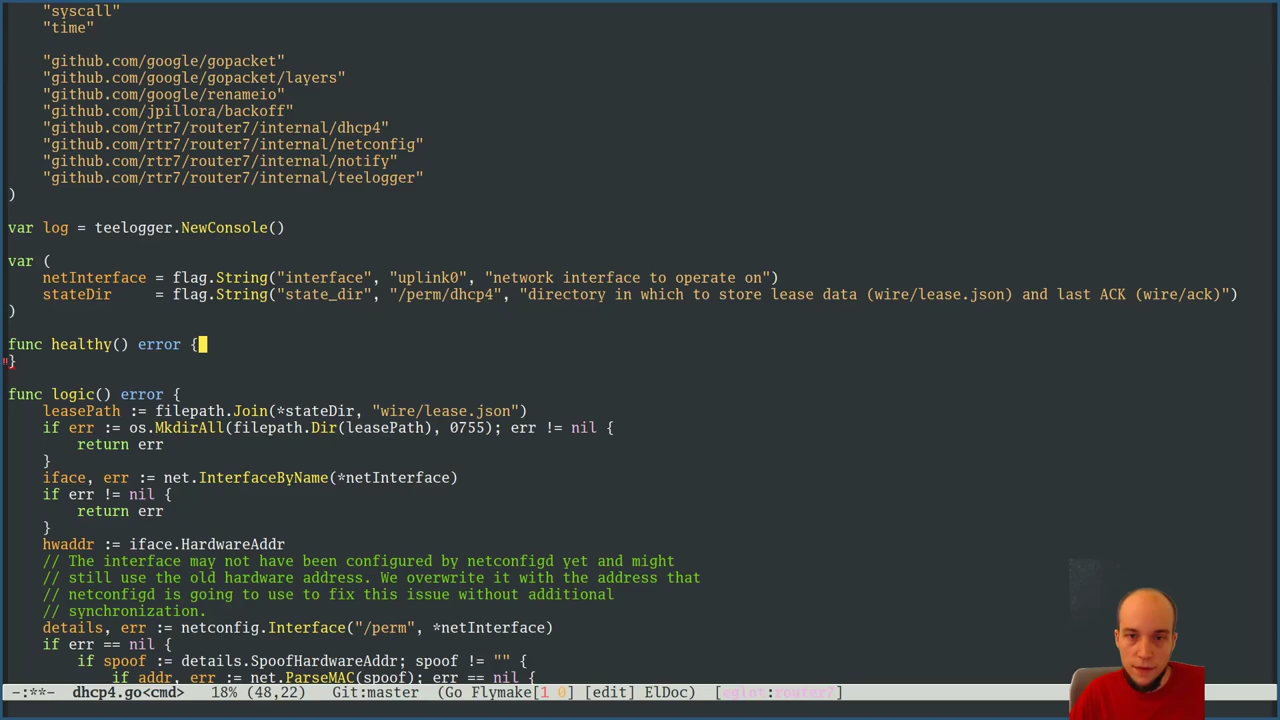 "syscall"
"time"
"github.com/google/gopacket"
"github.com/google/gopacket/layers"
"github.com/google/renameio"
"github.com/jpillora/backoff"
"github.com/rtr7/router7/internal/dhcp4"
"github.com/rtr7/router7/internal/netconfig"
"github.com/rtr7/router7/internal/notify"
"github.com/rtr7/router7/internal/teelogger"
)
var log = teelogger.NewConsole()
var (
netInterface = flag.String("interface", "uplink0", "network interface to operate on")
stateDir     = flag.String("state_dir", "/perm/dhcp4", "directory in which to store lease data (wire/lease.json) and last ACK (wire/ack)")
)
func healthy() error {
!}
func logic() error {
leasePath := filepath.Join(*stateDir, "wire/lease.json")
if err := os.MkdirAll(filepath.Dir(leasePath), 0755); err != nil {
return err
}
iface, err := net.InterfaceByName(*netInterface)
if err != nil {
return err
}
hwaddr := iface.HardwareAddr
// The interface may not have been configured by netconfigd yet and might
// still use the old hardware address. We overwrite it with the address that
// netconfigd is going to use to fix this issue without additional
// synchronization.
details, err := netconfig.Interface("/perm", *netInterface)
if err == nil {
if spoof := details.SpoofHardwareAddr; spoof != "" {
if addr, err := net.ParseMAC(spoof); err == nil {
-:**-  dhcp4.go<cmd>   18% (48,22)    Git:master  (Go Flymake[1 0] [edit] ElDoc) [eglot:router7]